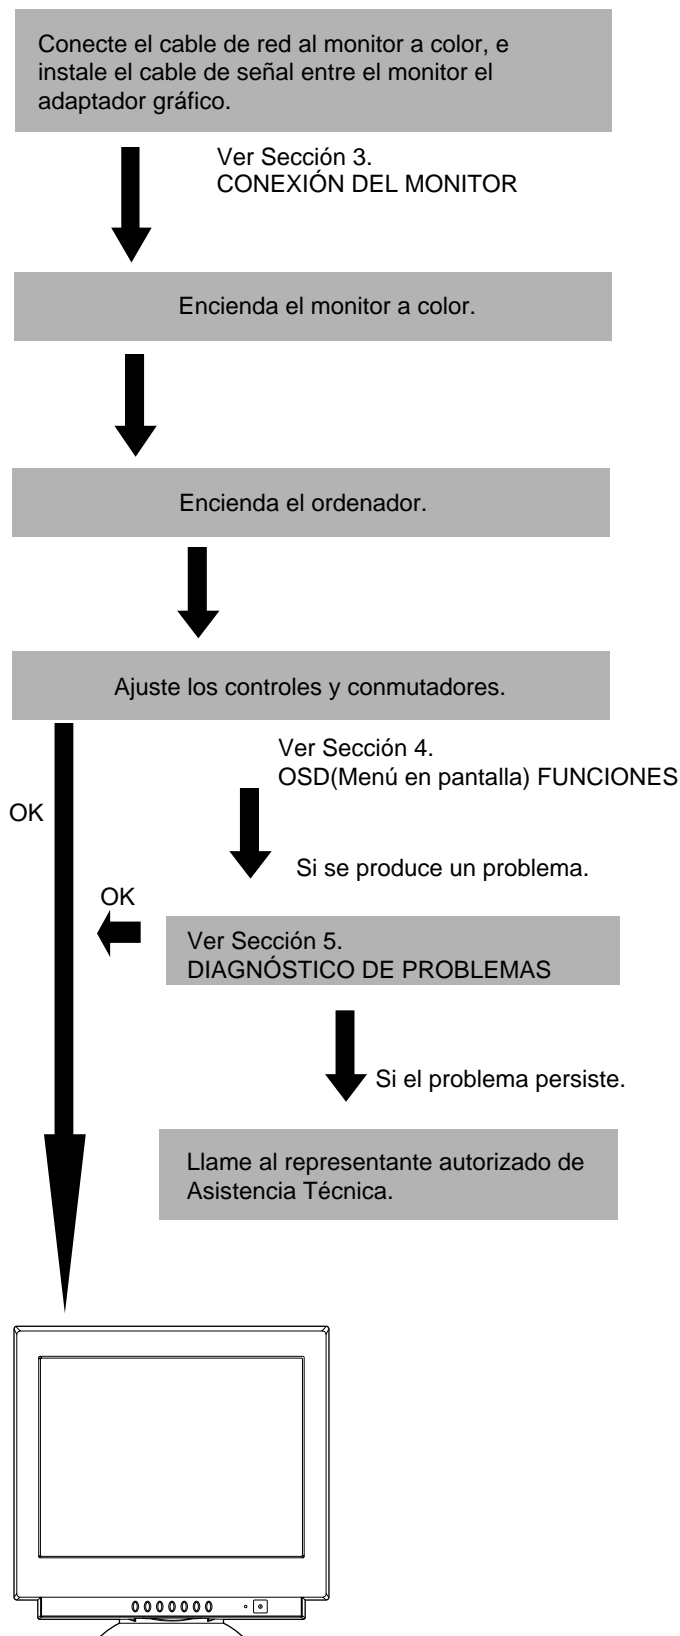 Conecte el cable de red al monitor a color, e
instale el cable de señal entre el monitor el
adaptador gráfico.
Ver Sección 3.
CONEXIÓN DEL MONITOR
Encienda el monitor a color.
Encienda el ordenador.
Ajuste los controles y conmutadores.
Ver Sección 4.
OSD(Menú en pantalla) FUNCIONES
OK
Si se produce un problema.
OK
Ver Sección 5.
DIAGNÓSTICO DE PROBLEMAS
Si el problema persiste.
Llame al representante autorizado de
Asistencia Técnica.